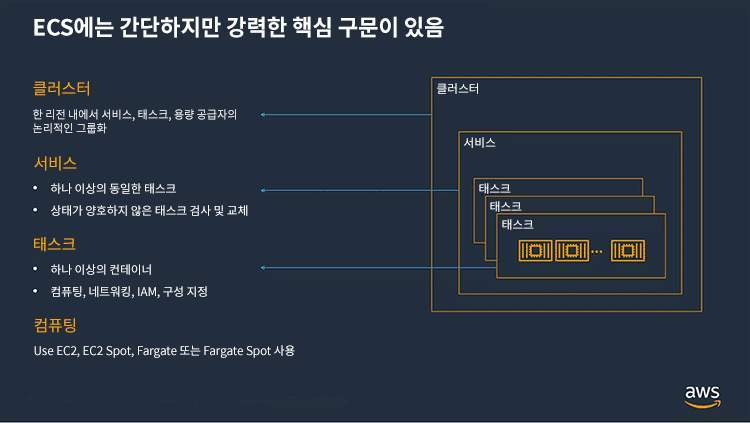 ECS에는 간단하지만 강력한 핵심 구문이 있음
클러스터
한 리전 내에서 서비스, 태스크, 용량 공급자의
논리적인 그룹화
서비스
• 하나 이상의 동일한 태스크
• 상태가 양호하지 않은 태스크 검사 및 교체
태스크
• 하나 이상의 컨테이너
• 컴퓨팅, 네트워킹, IAM, 구성 지정
컴퓨팅
Use EC2, EC2 Spot, Fargate 또는 Fargate Spot 사용
클러스터
서비스
태스크
태스크
태스크
...
aws